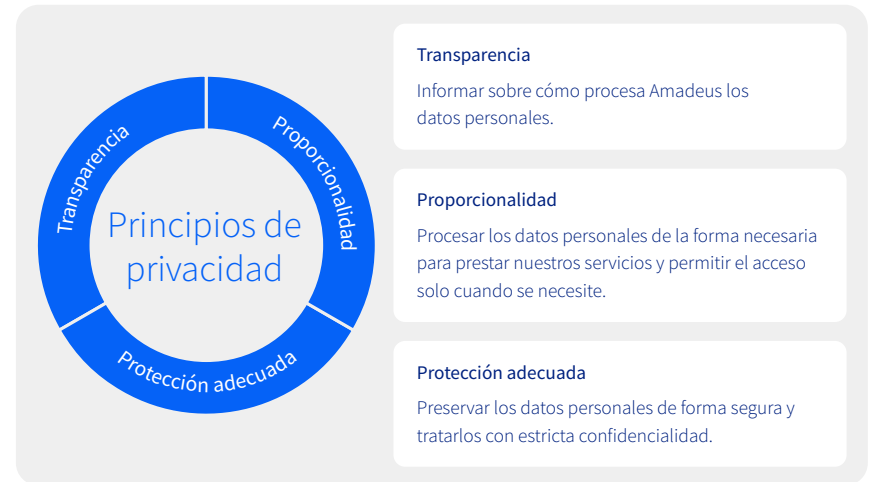 Transparencia
Proporcionalidad
Protección adecuada
Principios de
privacidad
Transparencia
Informar sobre cómo procesa Amadeus los
datos personales.
Proporcionalidad
Procesar los datos personales de la forma necesaria
para prestar nuestros servicios y permitir el acceso
solo cuando se necesite.
Protección adecuada
Preservar los datos personales de forma segura y
tratarlos con estricta confidencialidad.